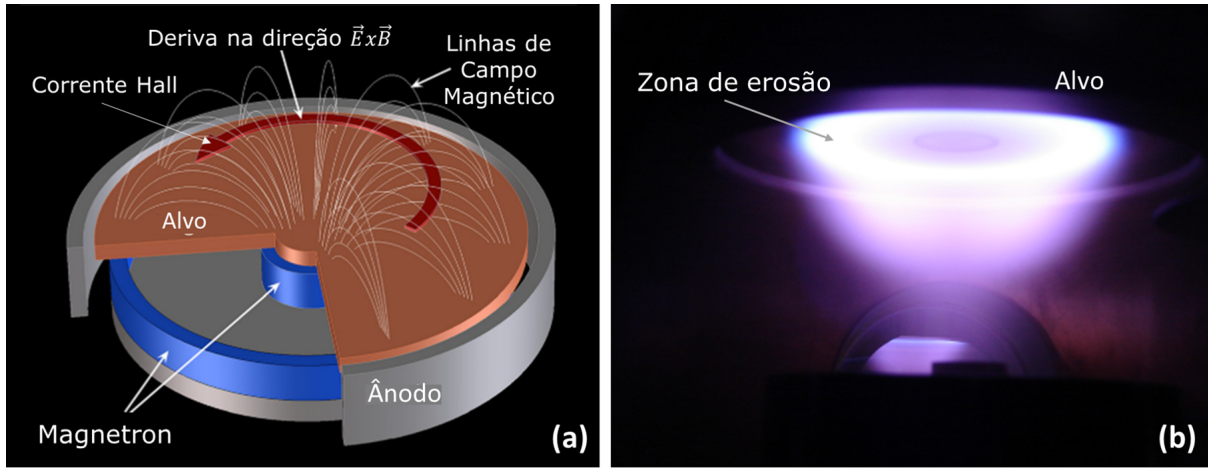 Deriva na direção E⃗xB⃗
Linhas de
Campo
Magnético
Corrente Hall
Alvo
Ânodo
Magnetron
(a)
Zona de erosão
Alvo
(b)